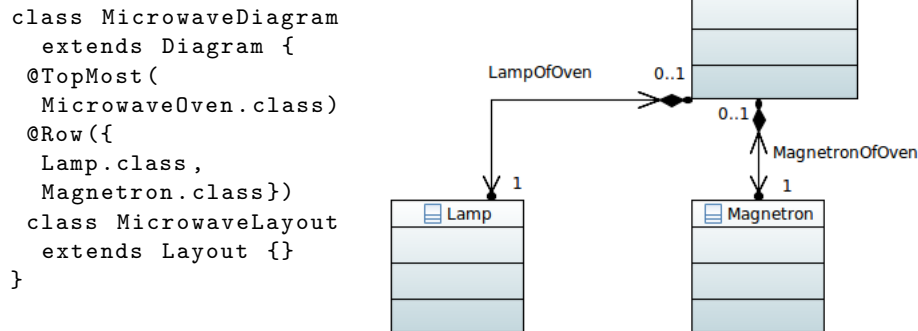 class MicrowaveDiagram
extends Diagram {
@TopMost(
MicrowaveOven.class)
@Row({
Lamp.class,
Magnetron.class})
class MicrowaveLayout
extends Layout {}
}
LampOfOven
0..1
0..1
MagnetronOfOven
1
1
Lamp
Magnetron